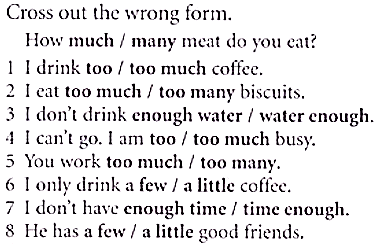 Cross out the wrong form.
How much / many meat do you eat?
1 I drink too / too much coffee.
2 I eat too much / too many biscuits.
3 I don't drink enough water / water enough.
4 I can't go. I am too / too much busy.
5 You work too much / too many.
6 I only drink a few / a little coffee.
7 I don't have enough time / time enough.
8 He has a few / a little good friends.